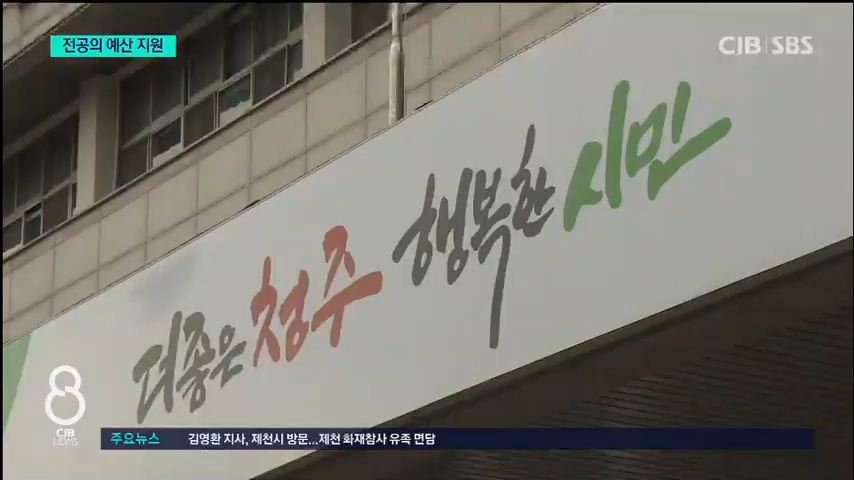 전공의 예산 지원
CJB SBS
더 좋은 청주 행복한 시민
8
CJB
NEWS
주요뉴스 김영환 지사, 제천시 방문...제천 화재참사 유족 면담